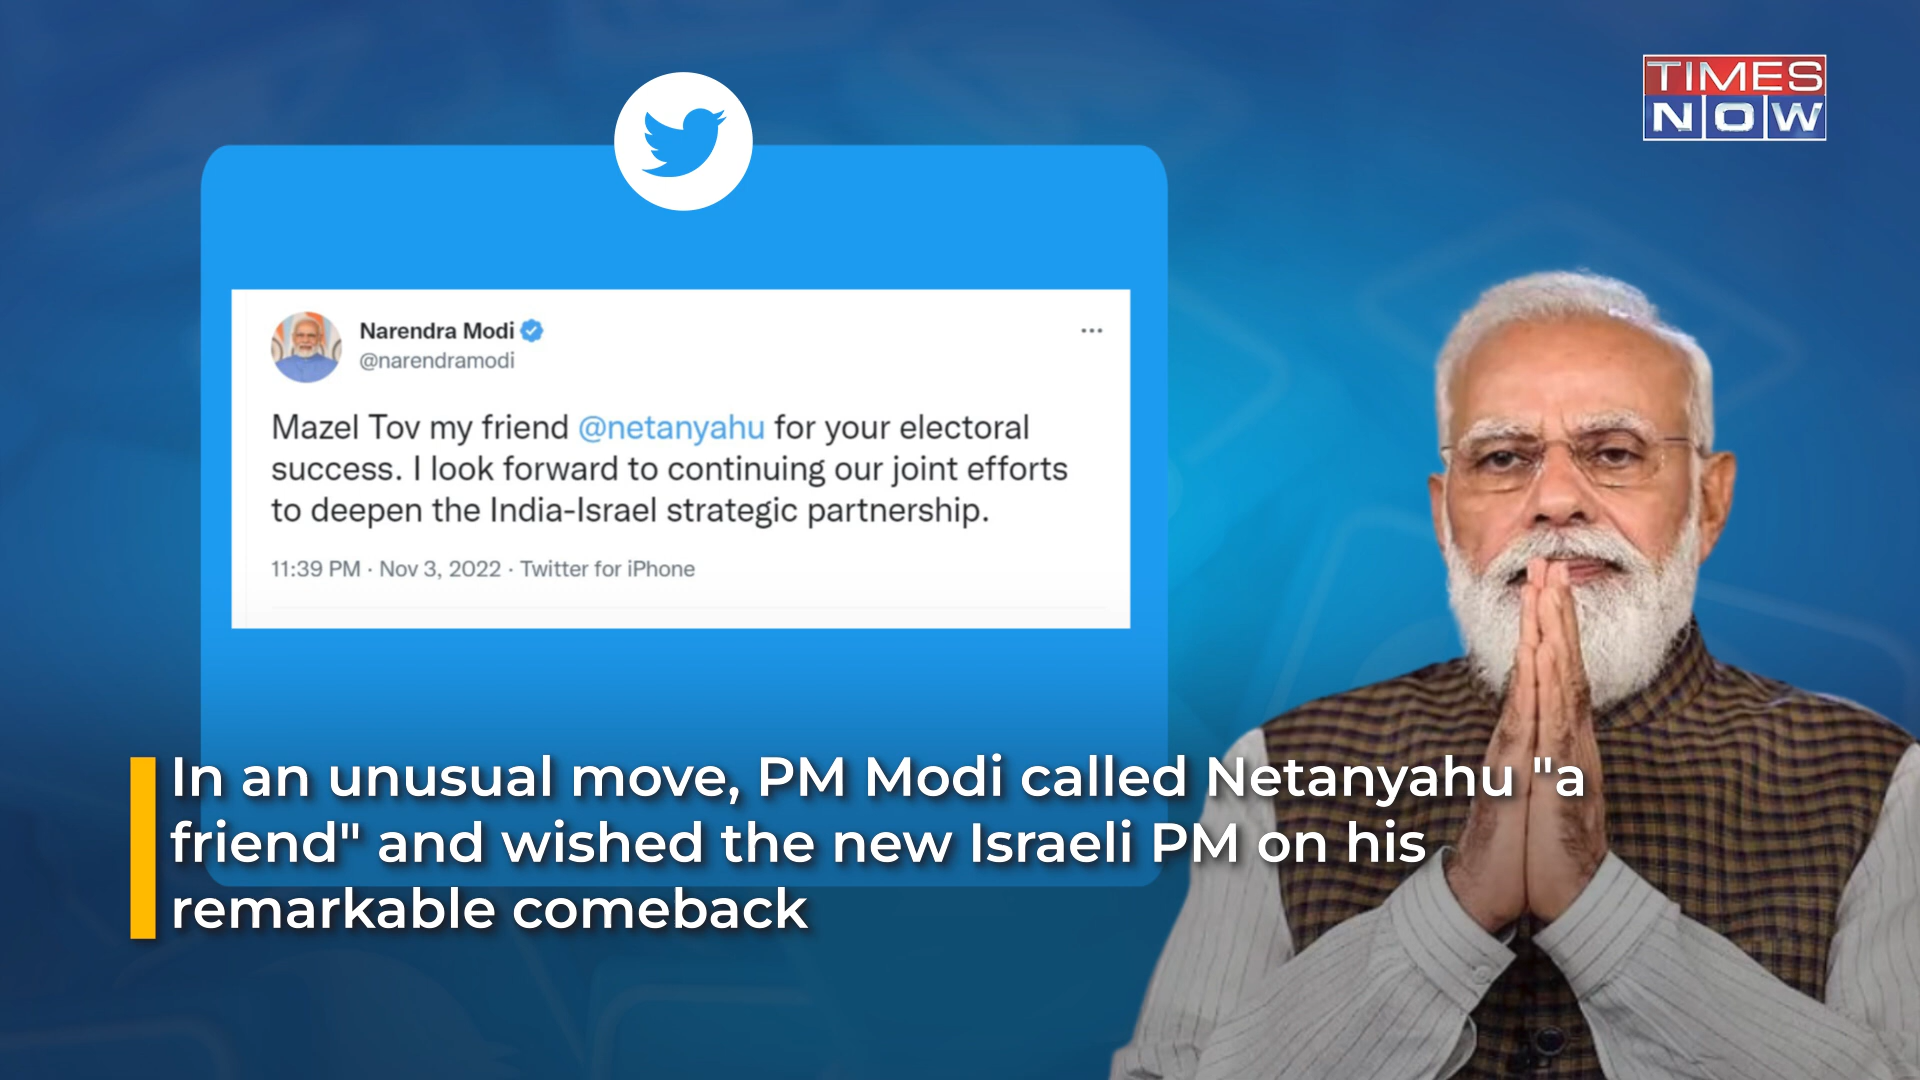 TIMES
NOW
Narendra Modi
@narendramodi
Mazel Tov my friend @netanyahu for your electoral
success. I look forward to continuing our joint efforts
to deepen the India-Israel strategic partnership.
11:39 PM · Nov 3, 2022 · Twitter for iPhone
In an unusual move, PM Modi called Netanyahu "a
friend" and wished the new Israeli PM on his
remarkable comeback